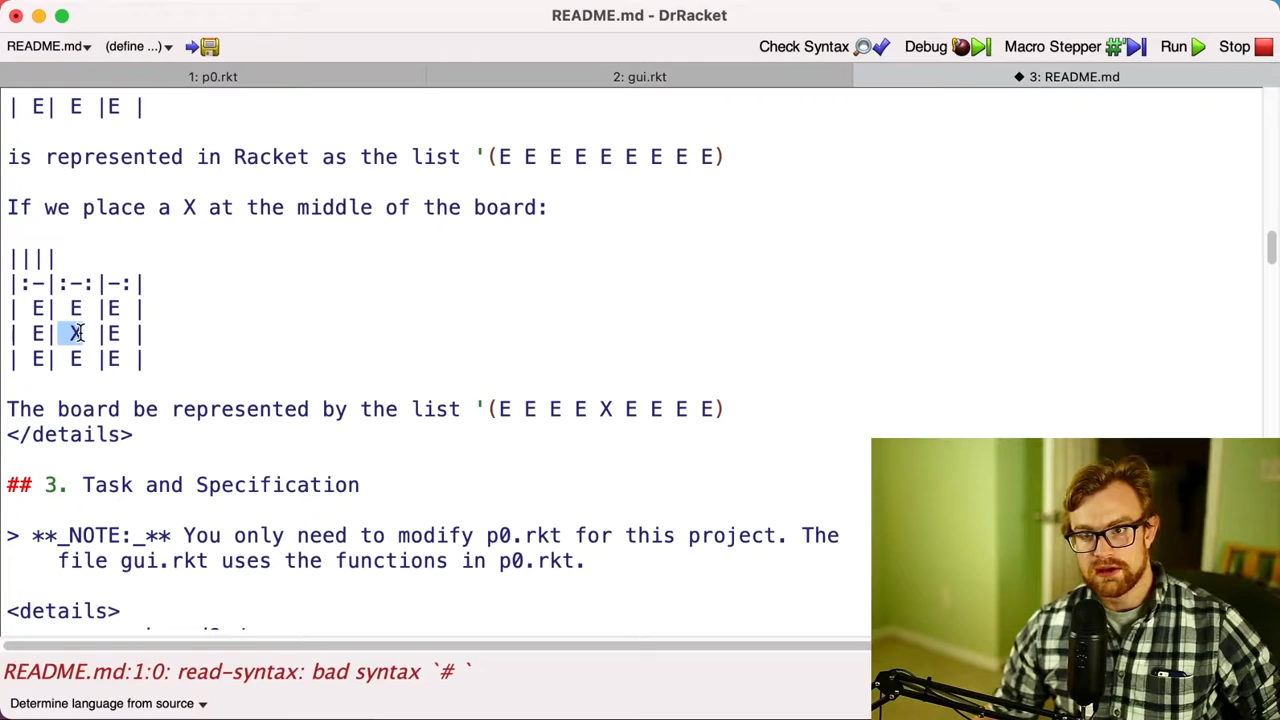 README.md - DrRacket
README.md▾ (define ...)▾ Check Syntax Debug Macro Stepper Run Stop
1: p0.rkt 2: gui.rkt ◆ 3: README.md
| E| E |E |
is represented in Racket as the list '(E E E E E E E E E)
If we place a X at the middle of the board:
||||
|:-|:-:|-:|
| E| E |E |
| E| X |E |
| E| E |E |
The board be represented by the list '(E E E E X E E E E)
</details>
## 3. Task and Specification
> **_NOTE:_** You only need to modify p0.rkt for this project. The
file gui.rkt uses the functions in p0.rkt.
<details>
README.md:1:0: read-syntax: bad syntax `# `
Determine language from source ▾